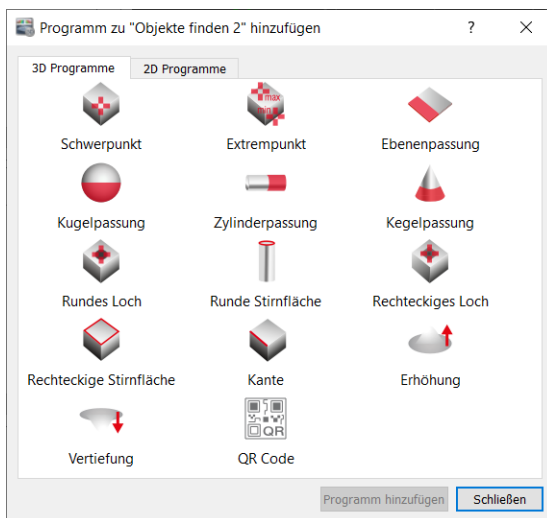 Programm zu "Objekte finden 2" hinzufügen
3D Programme 2D Programme
max
min
Schwerpunkt Extrempunkt Ebenenpassung
Kugelpassung Zylinderpassung Kegelpassung
Rundes Loch Runde Stirnfläche Rechteckiges Loch
Rechteckige Stirnfläche Kante Erhöhung
QR
Vertiefung QR Code
Programm hinzufügen Schließen